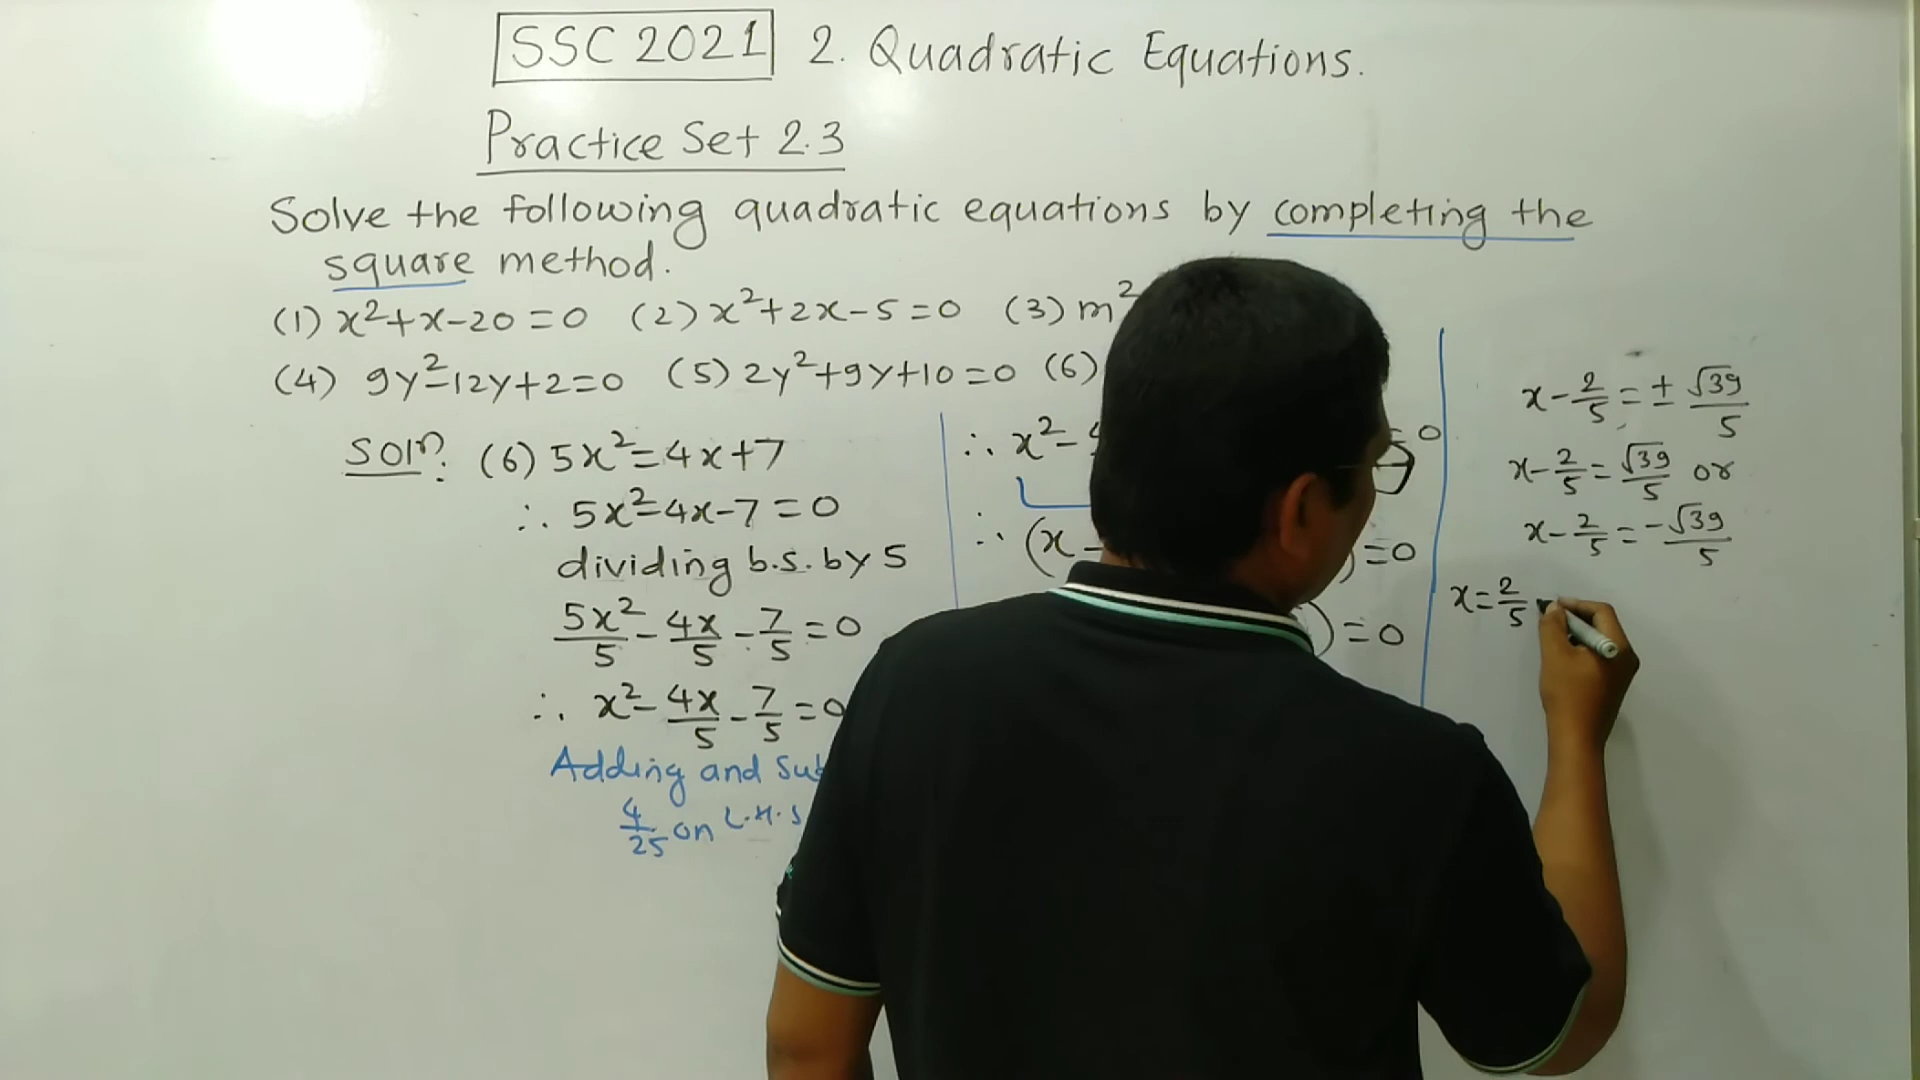 SSC 2021 2. Quadratic Equations.
Practice Set 2.3
Solve the following quadratic equations by completing the
square method.
(1) x²+x-20=0 (2) x²+2x-5=0 (3) m²
(4) 9y²-12y+2=0 (5) 2y²+9y+10=0 (6)
Solⁿ: (6) 5x²=4x+7
∴ 5x²-4x-7=0
dividing b.s. by 5
5x²/5 - 4x/5 - 7/5 = 0
∴ x² - 4x/5 - 7/5 = 0
Adding and
4/25 on L.H.S
∴ x²- =0
∴ (x- )=0
)=0
x - 2/5 = ± √39/5
x - 2/5 = √39/5 or
x - 2/5 = -√39/5
x = 2/5